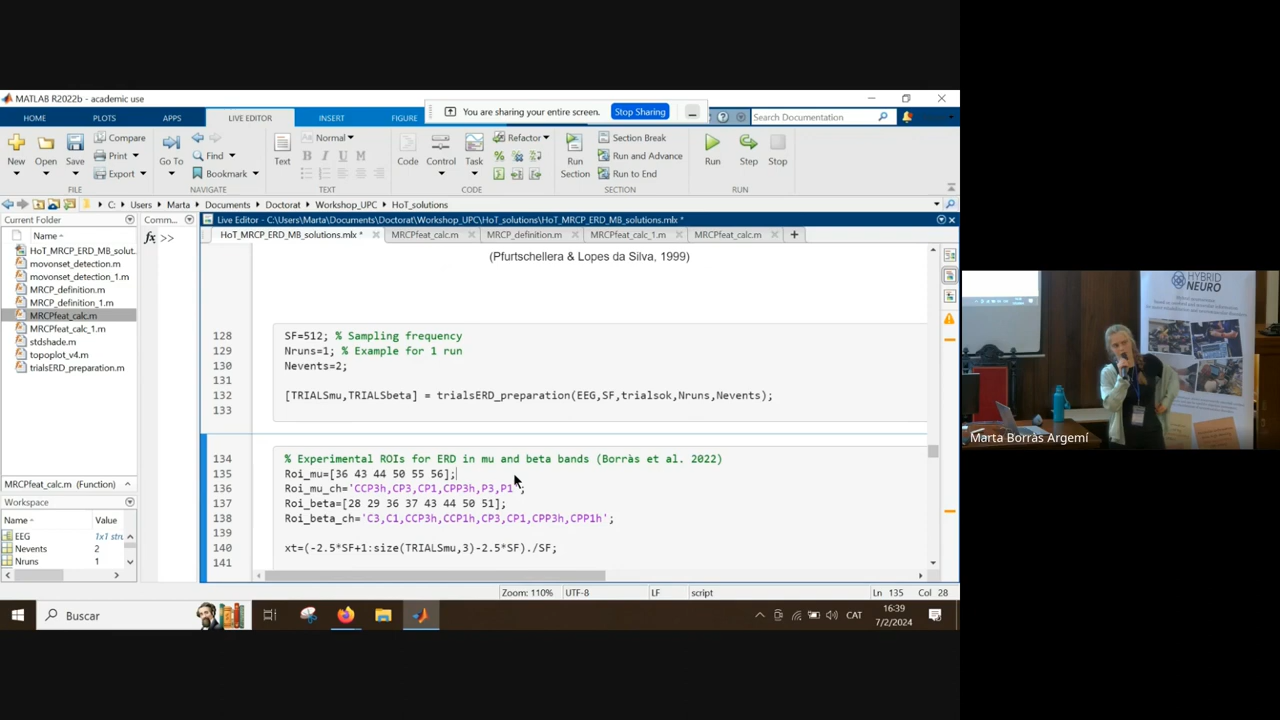 MATLAB R2022b - academic use
You are sharing your entire screen. Stop Sharing
HOME PLOTS APPS LIVE EDITOR INSERT FIGURE
Search Documentation
New Open Save Compare Print Export
FILE
Go To Find Bookmark
NAVIGATE
Text Normal B I U M
TEXT
Code Control Task Refactor
CODE
Run Section Section Break Run and Advance Run to End
SECTION
Run Step Stop
RUN
C: Users Marta Documents Doctorat Workshop_UPC HoT_solutions
Current Folder
Name
HoT_MRCP_ERD_MB_solut...
movonset_detection.m
movonset_detection_1.m
MRCP_definition.m
MRCP_definition_1.m
MRCPfeat_calc.m
MRCPfeat_calc_1.m
stdshade.m
topoplot_v4.m
trialsERD_preparation.m
MRCPfeat_calc.m (Function)
Workspace
Name Value
EEG 1x1 stru
Nevents 2
Nruns 1
Comm...
fx >>
Live Editor - C:\Users\Marta\Documents\Doctorat\Workshop_UPC\HoT_solutions\HoT_MRCP_ERD_MB_solutions.mlx *
HoT_MRCP_ERD_MB_solutions.mlx * MRCPfeat_calc.m MRCP_definition.m MRCPfeat_calc_1.m MRCPfeat_calc.m +
(Pfurtschellera & Lopes da Silva, 1999)
128 SF=512; % Sampling frequency
129 Nruns=1; % Example for 1 run
130 Nevents=2;
131
132 [TRIALSmu,TRIALSbeta] = trialsERD_preparation(EEG,SF,trialsok,Nruns,Nevents);
133
134 % Experimental ROIs for ERD in mu and beta bands (Borràs et al. 2022)
135 Roi_mu=[36 43 44 50 55 56];
136 Roi_mu_ch='CCP3h,CP3,CP1,CPP3h,P3,P1';
137 Roi_beta=[28 29 36 37 43 44 50 51];
138 Roi_beta_ch='C3,C1,CCP3h,CCP1h,CP3,CP1,CPP3h,CPP1h';
139
140 xt=(-2.5*SF+1:size(TRIALSmu,3)-2.5*SF)./SF;
141
Zoom: 110% UTF-8 LF script Ln 135 Col 28
Buscar
CAT
16:39
7/2/2024
HYBRID
NEURO
Marta Borràs Argemí